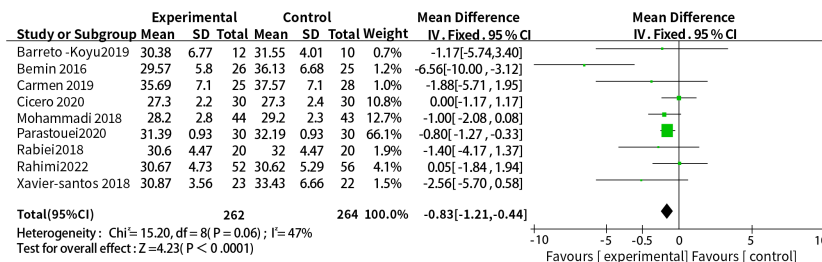 Experimental Control Mean Difference Mean Difference
Study or Subgroup Mean SD Total Mean SD Total Weight IV. Fixed . 95 % CI IV. Fixed . 95 % CI
Barreto -Koyu2019 30.38 6.77 12 31.55 4.01 10 0.7% -1.17[-5.74,3.40]
Bemin 2016 29.57 5.8 26 36.13 6.68 25 1.2% -6.56[-10.00 , -3.12]
Carmen 2019 35.69 7.1 25 37.57 7.1 28 1.0% -1.88[-5.71 , 1.95]
Cicero 2020 27.3 2.2 30 27.3 2.4 30 10.8% 0.00[-1.17, 1.17]
Mohammadi 2018 28.2 2.8 44 29.2 2.3 43 12.7% -1.00[-2.08, 0.08]
Parastouei2020 31.39 0.93 30 32.19 0.93 30 66.1% -0.80[-1.27, -0.33]
Rabiei2018 30.6 4.47 20 32 4.47 20 1.9% -1.40[-4.17, 1.37]
Rahimi2022 30.67 4.73 52 30.62 5.29 56 4.1% 0.05[-1.84, 1.94]
Xavier-santos 2018 30.87 3.56 23 33.43 6.66 22 1.5% -2.56[-5.70, 0.58]
Total(95%CI) 262 264 100.0% -0.83[-1.21,-0.44]
Heterogeneity : Chi²= 15.20, df = 8( P = 0.06) ; I²= 47%
Test for overall effect : Z =4.23( P < 0 .0001)
-10 -5 -0.5 0 5 10
Favours [ experimental] Favours [ control]